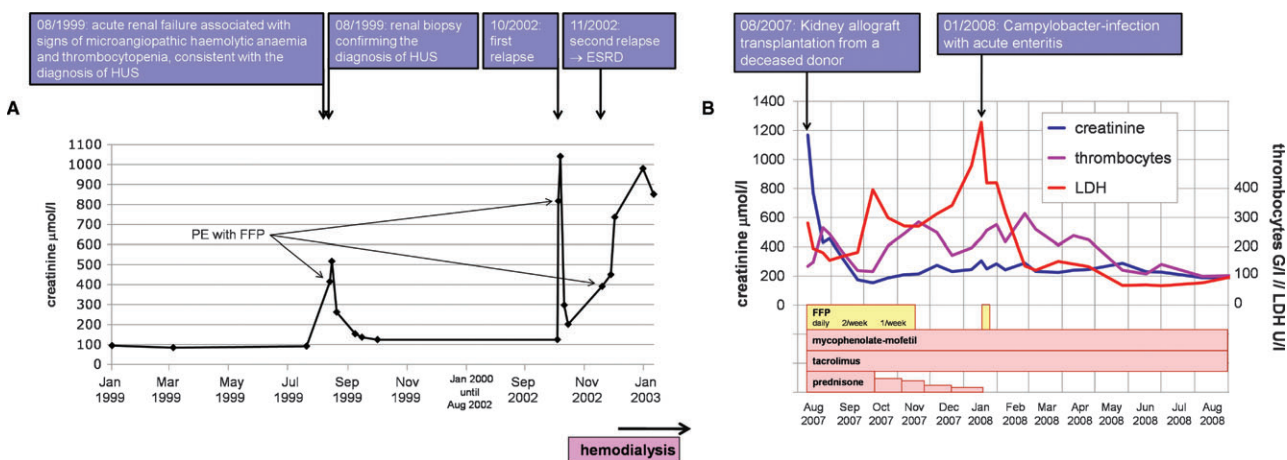 08/1999: acute renal failure associated with
signs of microangiopathic haemolytic anaemia
and thrombocytopenia, consistent with the
diagnosis of HUS
08/1999: renal biopsy
confirming the
diagnosis of HUS
10/2002:
first
relapse
11/2002:
second relapse
→ ESRD
A
creatinine µmol/l
1100
1000
900
800
700
600
500
400
300
200
100
0
PE with FFP
Jan
1999
Mar
1999
May
1999
Jul
1999
Sep
1999
Nov
1999
Jan 2000
until
Aug 2002
Sep
2002
Nov
2002
Jan
2003
hemodialysis
08/2007: Kidney allograft
transplantation from a
deceased donor
01/2008: Campylobacter-infection
with acute enteritis
B
creatinine µmol/l
1400
1200
1000
800
600
400
200
0
creatinine
thrombocytes
LDH
400
300
200
100
0
thrombocytes G/l // LDH U/l
FFP
daily 2/week 1/week
mycophenolate-mofetil
tacrolimus
prednisone
Aug
2007
Sep
2007
Oct
2007
Nov
2007
Dec
2007
Jan
2008
Feb
2008
Mar
2008
Apr
2008
May
2008
Jun
2008
Jul
2008
Aug
2008